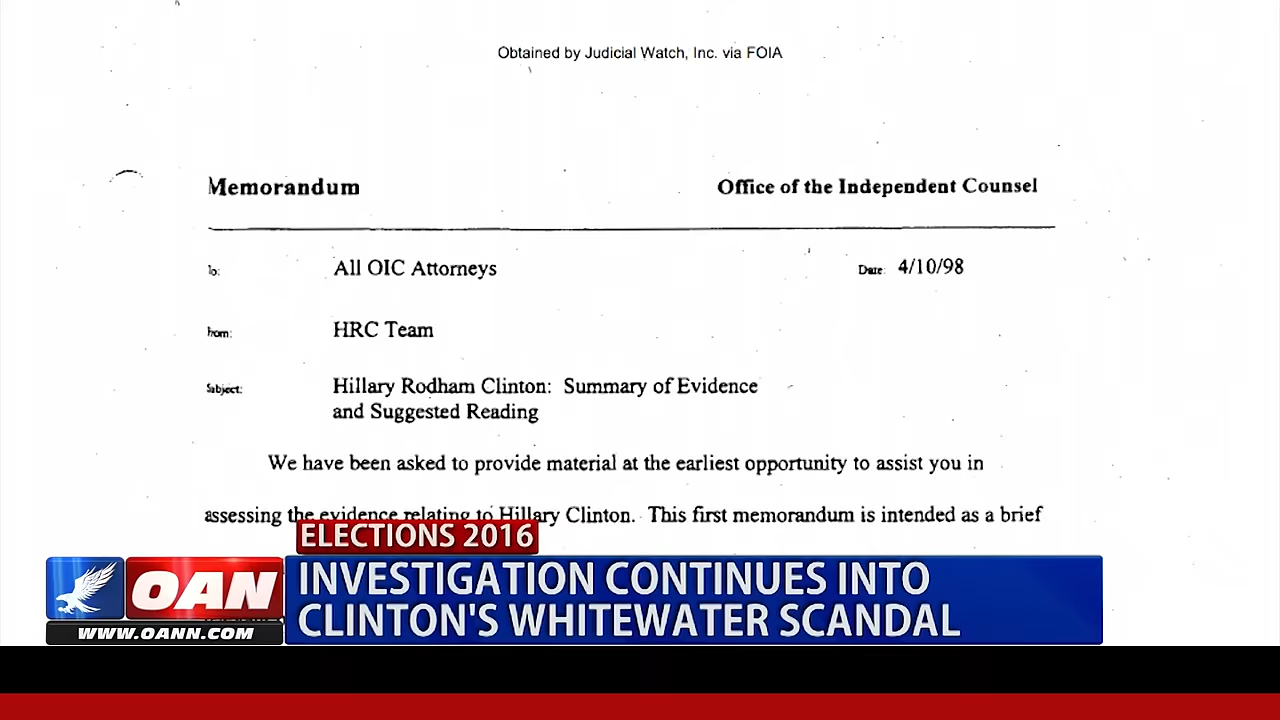 Obtained by Judicial Watch, Inc. via FOIA
Memorandum
Office of the Independent Counsel
To:
All OIC Attorneys
Date: 4/10/98
From:
HRC Team
Subject:
Hillary Rodham Clinton: Summary of Evidence
and Suggested Reading
We have been asked to provide material at the earliest opportunity to assist you in
assessing the evidence relating to Hillary Clinton. This first memorandum is intended as a brief
ELECTIONS 2016
OAN
WWW.OANN.COM
INVESTIGATION CONTINUES INTO
CLINTON'S WHITEWATER SCANDAL